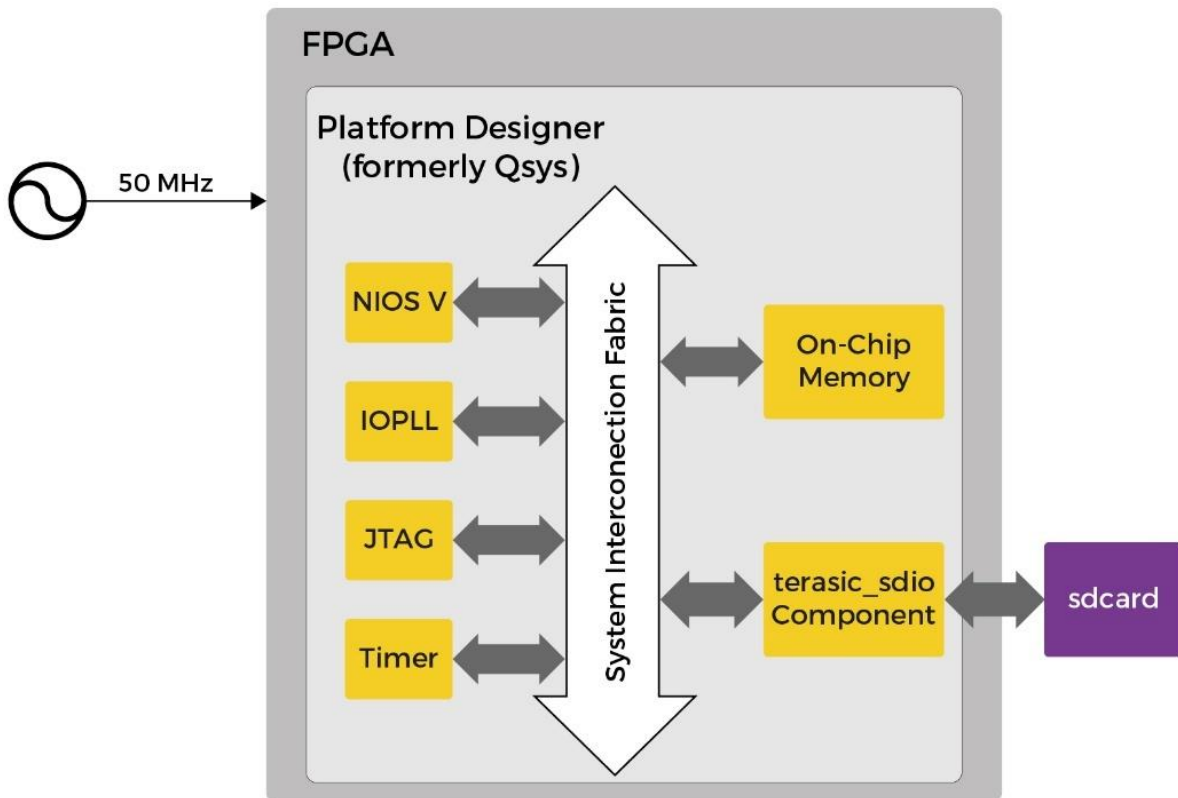 FPGA
Platform Designer
(formerly Qsys)
50 MHz
NIOS V
IOPLL
JTAG
Timer
System Interconection Fabric
On-Chip
Memory
terasic_sdio
Component
sdcard